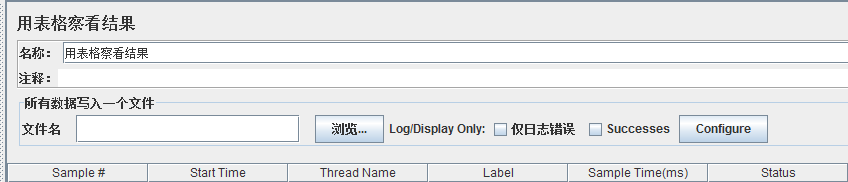 用表格察看结果
名称： 用表格察看结果
注释：
所有数据写入一个文件
文件名 浏览... Log/Display Only: 仅日志错误 Successes Configure
Sample # Start Time Thread Name Label Sample Time(ms) Status